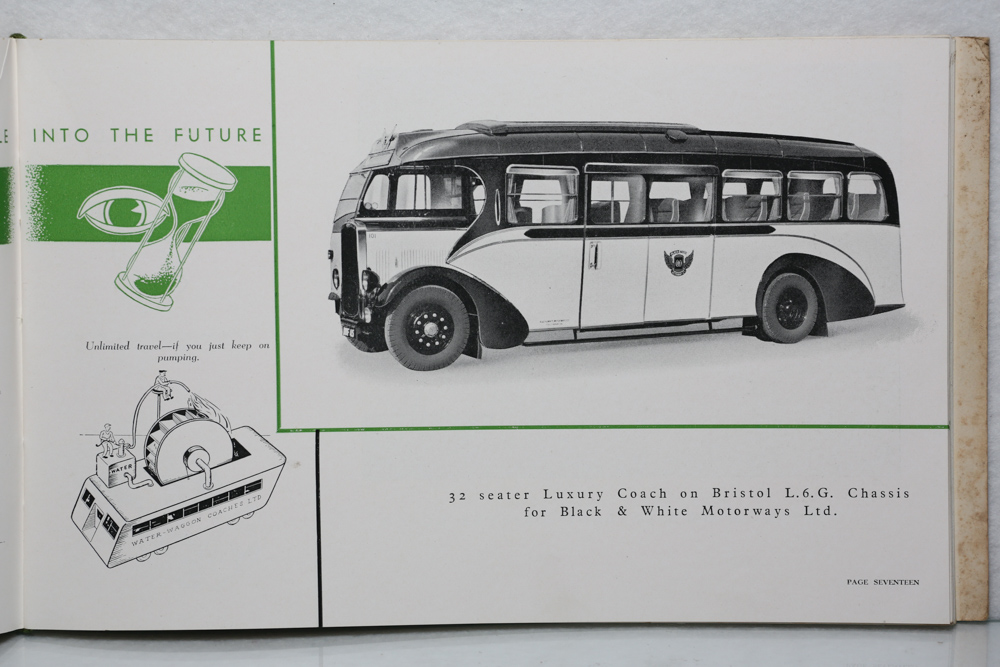 LE INTO THE FUTURE
Unlimited travel—if you just keep on
pumping.
WATER
WATER-WAGGON COACHES LTD
32 seater Luxury Coach on Bristol L.6.G. Chassis
for Black & White Motorways Ltd.
PAGE SEVENTEEN